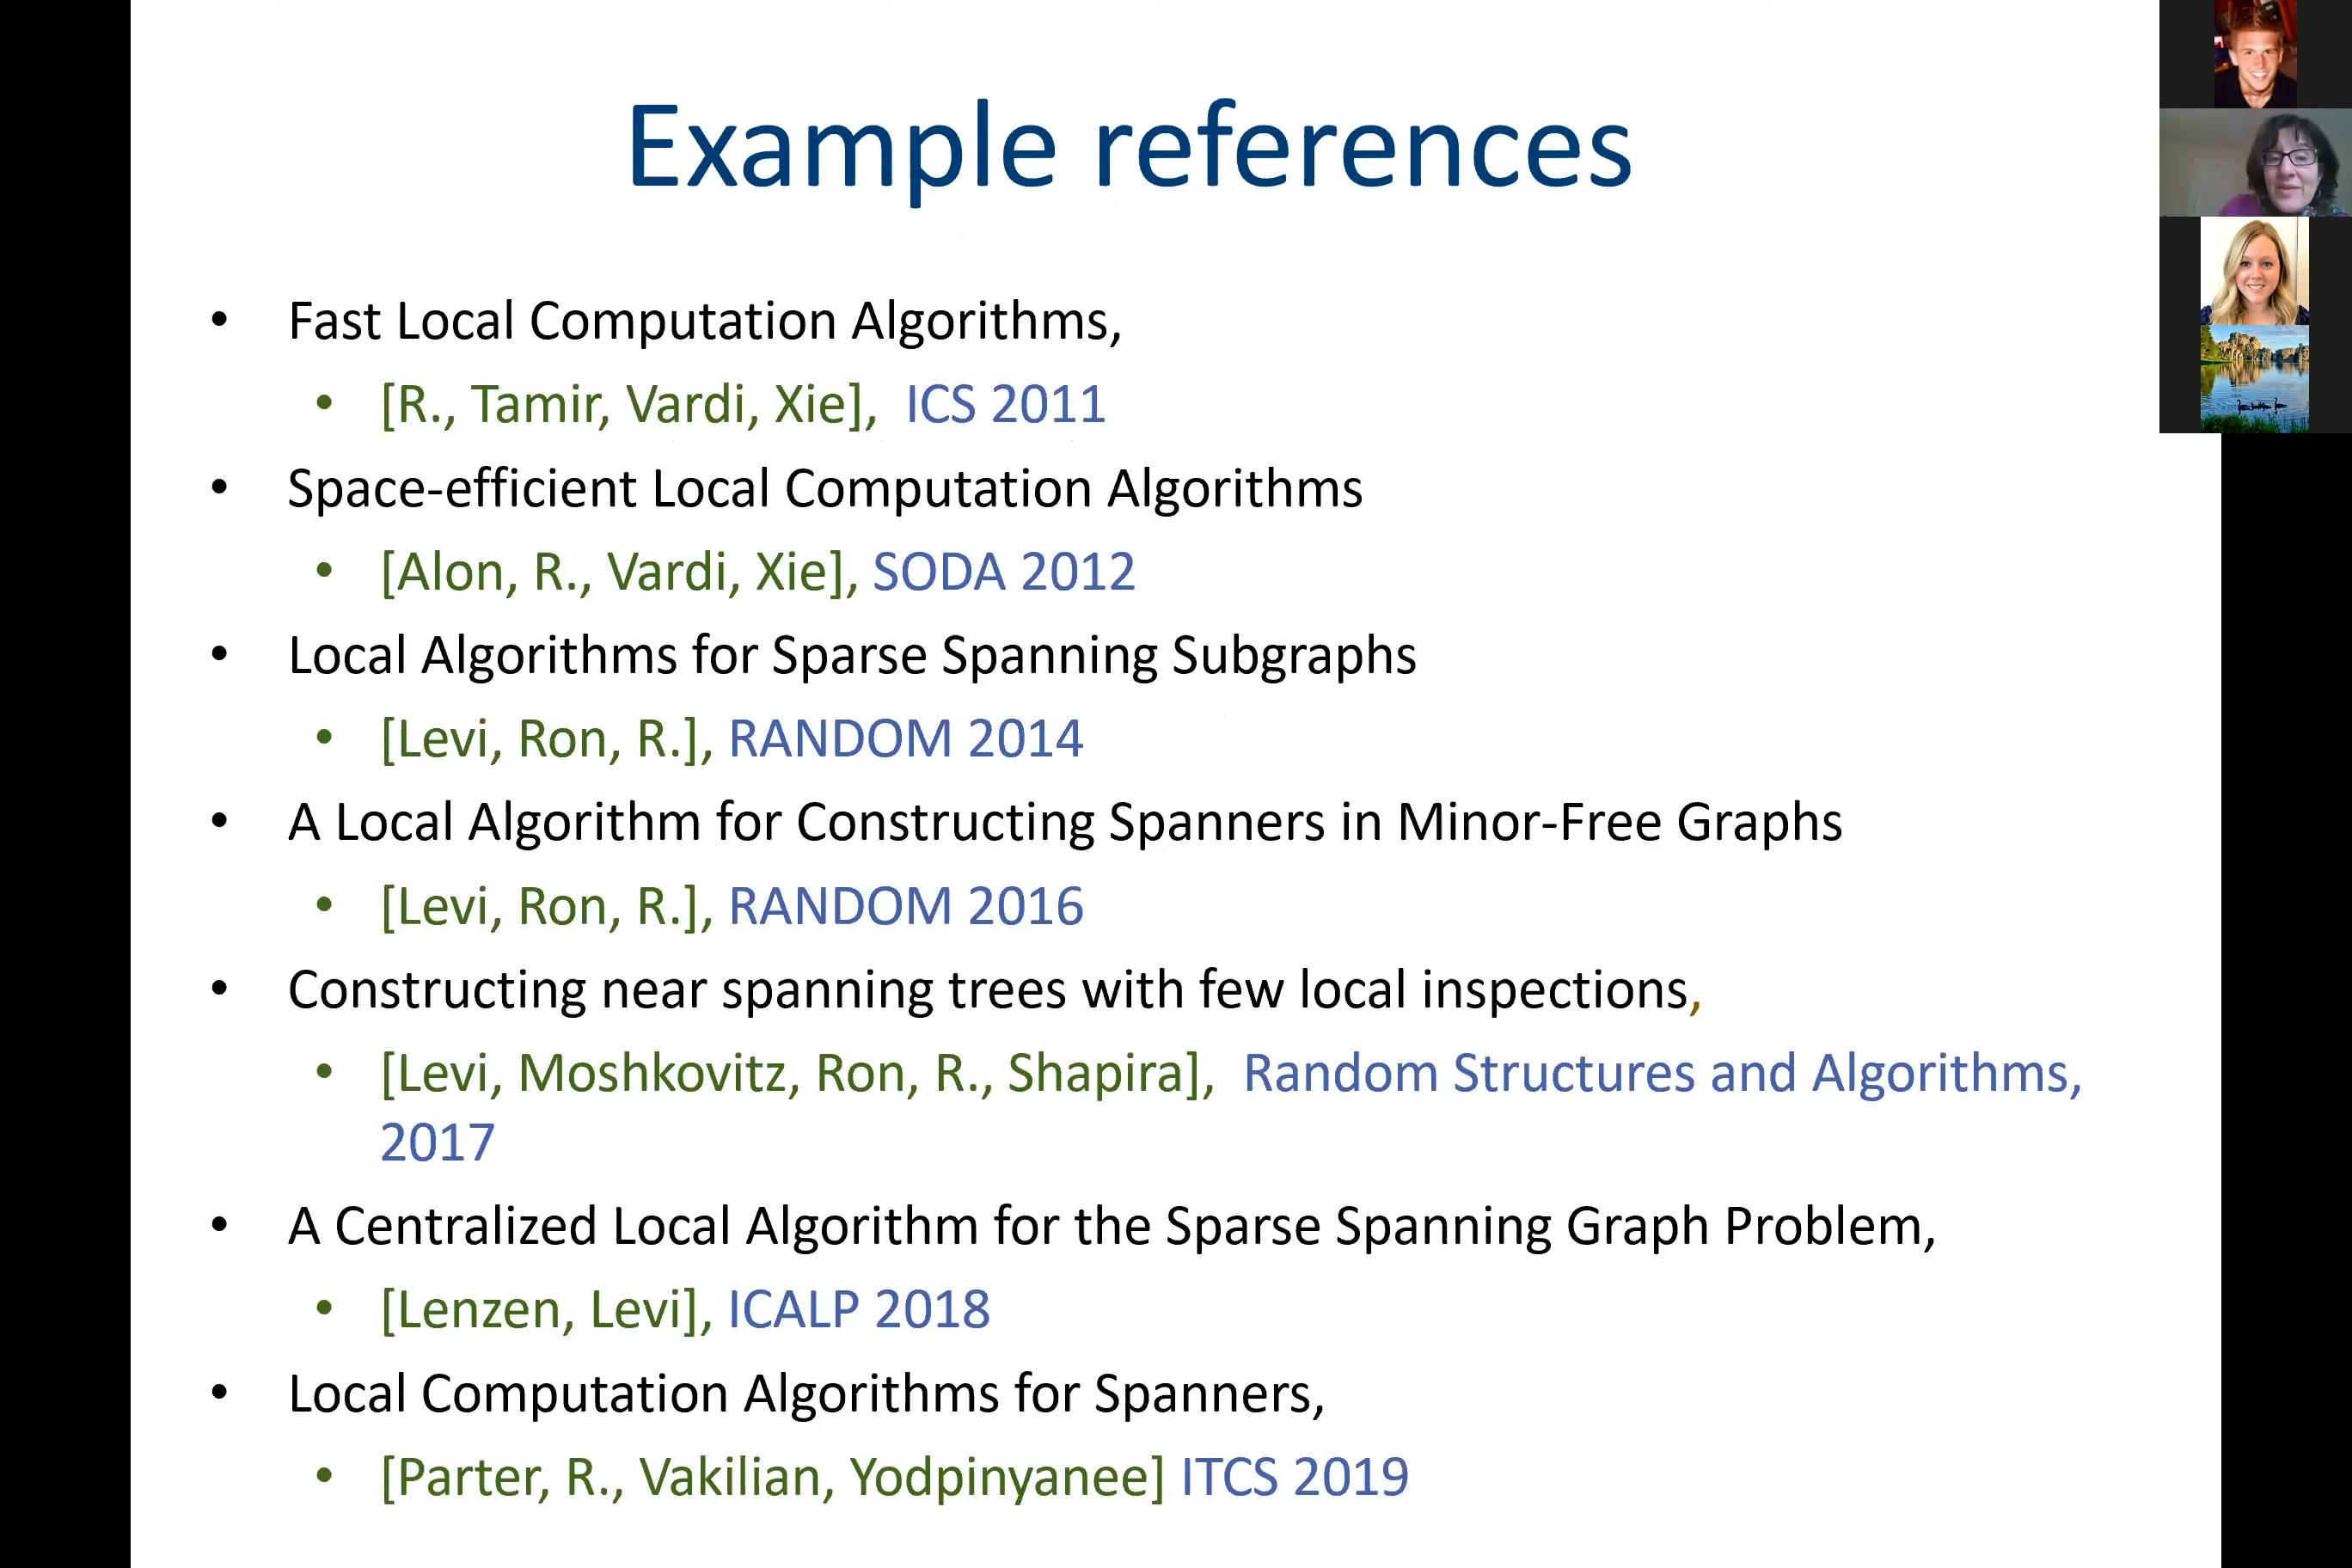 Example references
• Fast Local Computation Algorithms,
• [R., Tamir, Vardi, Xie], ICS 2011
• Space-efficient Local Computation Algorithms
• [Alon, R., Vardi, Xie], SODA 2012
• Local Algorithms for Sparse Spanning Subgraphs
• [Levi, Ron, R.], RANDOM 2014
• A Local Algorithm for Constructing Spanners in Minor-Free Graphs
• [Levi, Ron, R.], RANDOM 2016
• Constructing near spanning trees with few local inspections,
• [Levi, Moshkovitz, Ron, R., Shapira], Random Structures and Algorithms,
2017
• A Centralized Local Algorithm for the Sparse Spanning Graph Problem,
• [Lenzen, Levi], ICALP 2018
• Local Computation Algorithms for Spanners,
• [Parter, R., Vakilian, Yodpinyanee] ITCS 2019